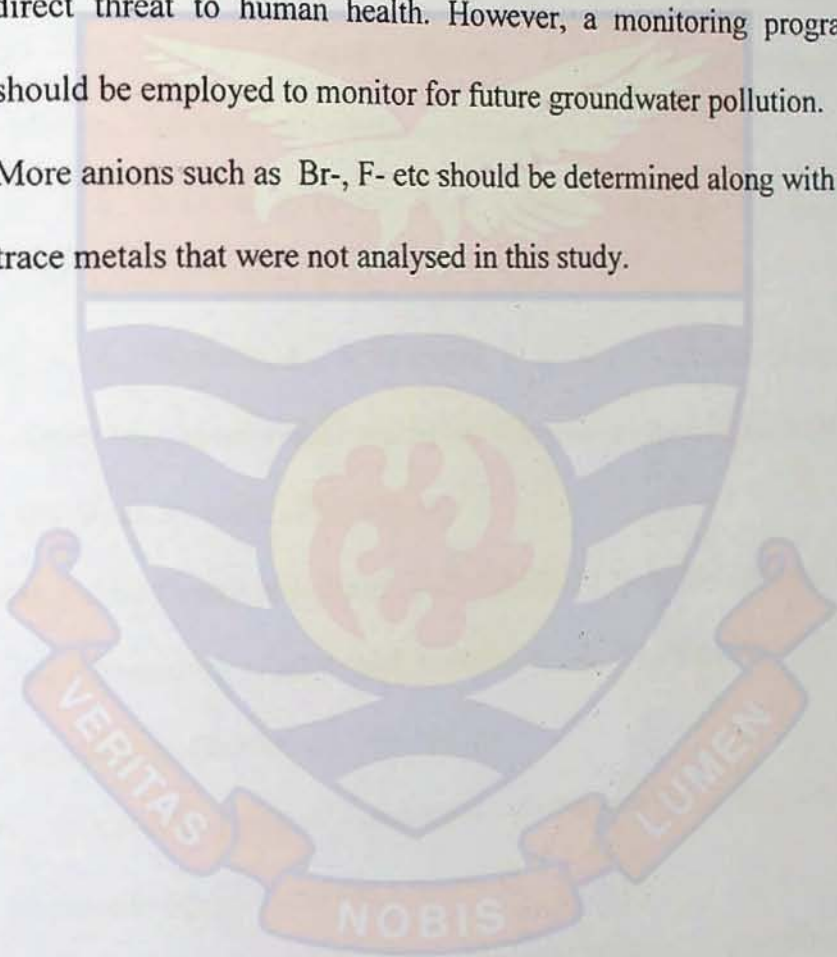 direct threat to human health. However, a monitoring progra
should be employed to monitor for future groundwater pollution.
More anions such as Br-, F- etc should be determined along with
trace metals that were not analysed in this study.
VERITAS
NOBIS
LUMEN